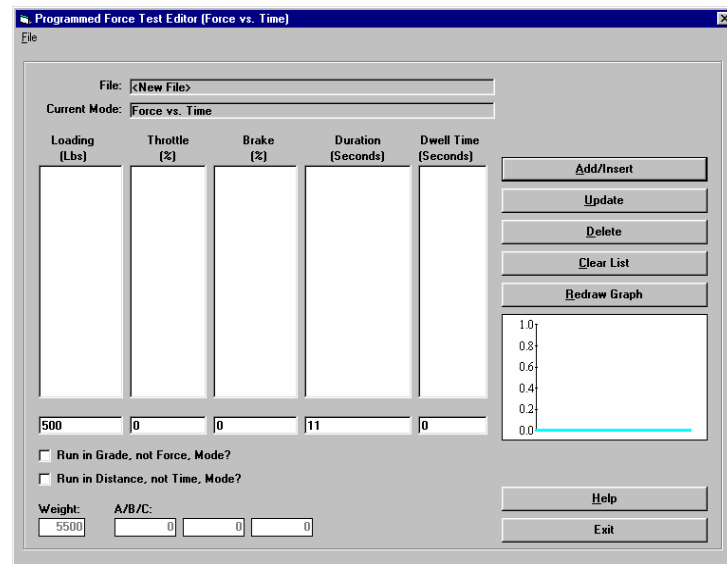 Programmed Force Test Editor (Force vs. Time)
File
File: <New File>
Current Mode: Force vs. Time
Loading (Lbs)
Throttle (%)
Brake (%)
Duration (Seconds)
Dwell Time (Seconds)
Add/Insert
Update
Delete
Clear List
Redraw Graph
1.0
0.8
0.6
0.4
0.2
0.0
500 0 0 11 0
Run in Grade, not Force, Mode?
Run in Distance, not Time, Mode?
Weight: A/B/C:
5500 0 0 0
Help
Exit